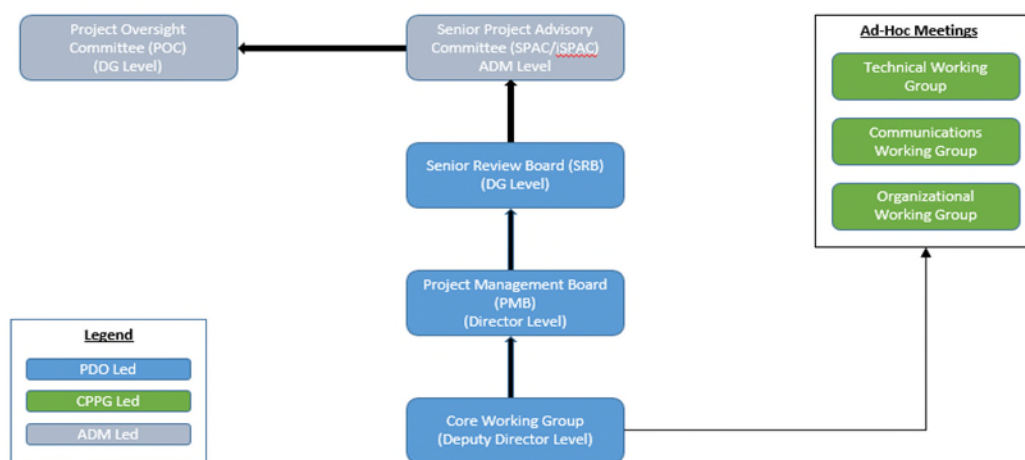 Project Oversight
Committee (POC)
(DG Level)
Senior Project Advisory
Committee (SPAC/iSPAC)
ADM Level
Ad-Hoc Meetings
Technical Working
Group
Communications
Working Group
Organizational
Working Group
Senior Review Board (SRB)
(DG Level)
Project Management Board
(PMB)
(Director Level)
Core Working Group
(Deputy Director Level)
Legend
PDO Led
CPPG Led
ADM Led